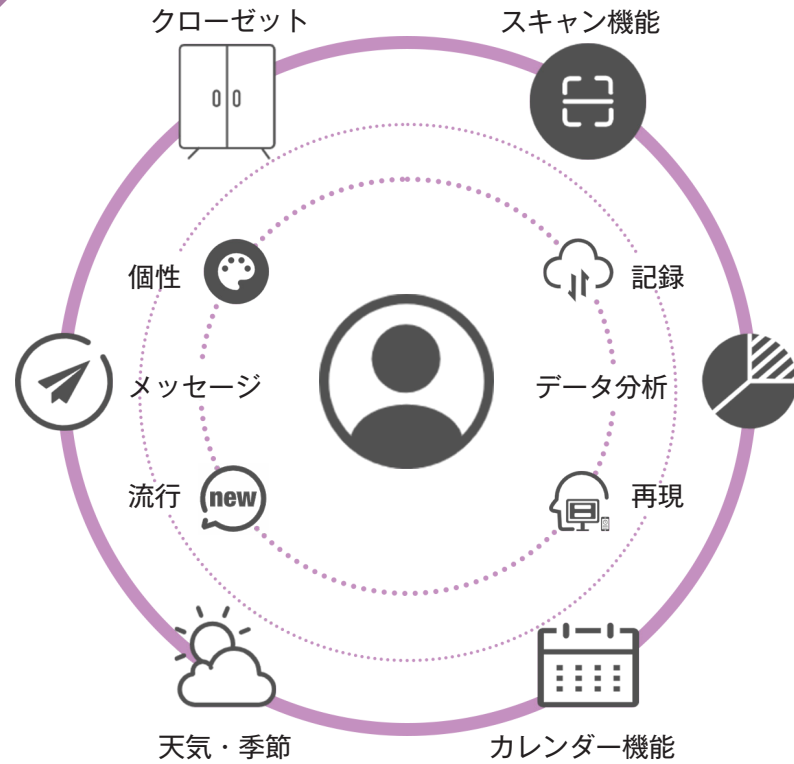 クローゼット
スキャン機能
個性
記録
メッセージ
データ分析
流行
new
再現
天気・季節
カレンダー機能